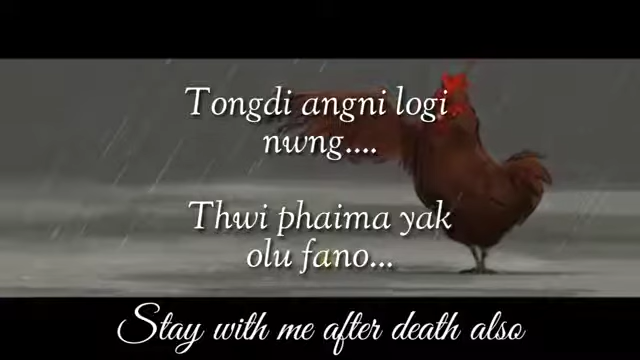 Tongdi angni logi
nwng....
Thwi phaima yak
olu fano...
Stay with me after death also